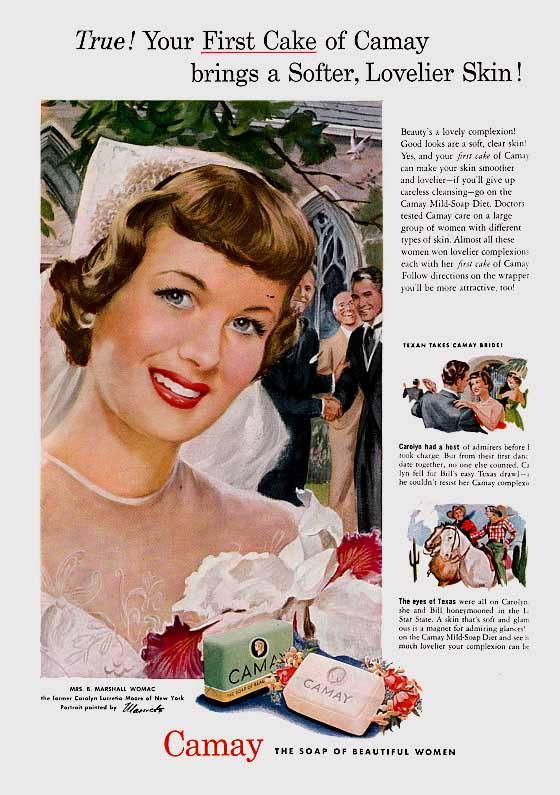 True! Your First Cake of Camay
brings a Softer, Lovelier Skin!
Beauty's a lovely complexion!
Good looks are a soft, clear skin!
Yes, and your first cake of Camay
can make your skin smoother
and lovelier—if you'll give up
careless cleansing—go on the
Camay Mild-Soap Diet. Doctors
tested Camay care on a large
group of women with different
types of skin. Almost all these
women won lovelier complexions
each with her first cake of Camay
Follow directions on the wrapper
you'll be more attractive, too!
TEXAN TAKES CAMAY BRIDE!
Carolyn had a host of admirers before
took charge. But from their first
date together, no one else counted.
lyn fell for Bill's easy Texas drawl—
he couldn't resist her Camay
The eyes of Texas were all on Carolyn
she and Bill honeymooned in the
Star State. A skin that's soft and glam
ous is a magnet for admiring glances!
on the Camay Mild-Soap Diet and see
much lovelier your complexion can
MRS. B. MARSHALL WOMAC
the former Carolyn Lucretia Moore of New York
Portrait painted by
CAMAY
THE SOAP OF
CAMAY
Camay THE SOAP OF BEAUTIFUL WOMEN